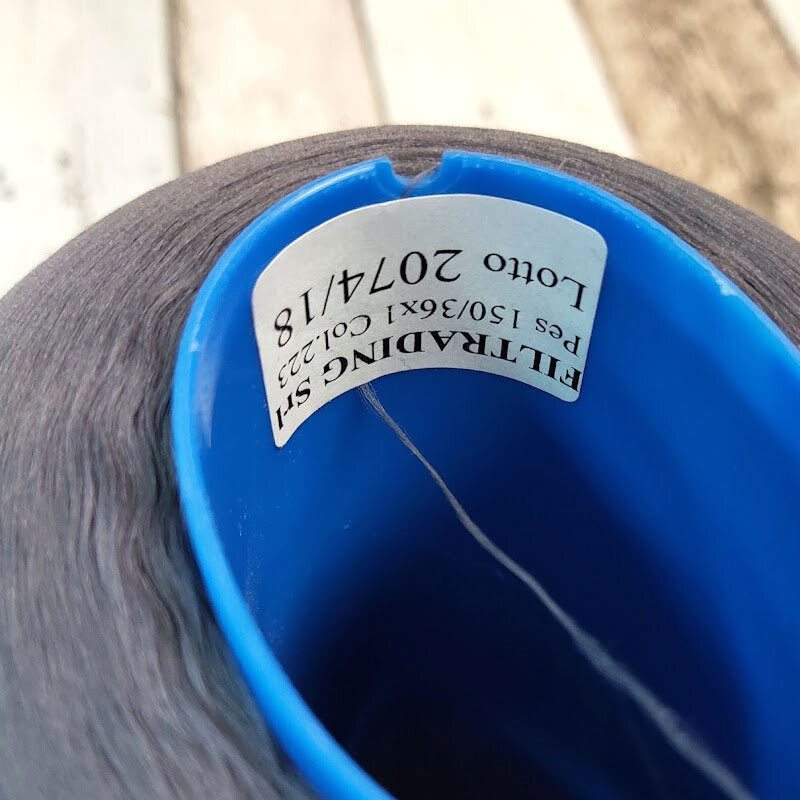 FILTRADING Srl
Pes 150/36x1 Col.223
Lotto 2074/18